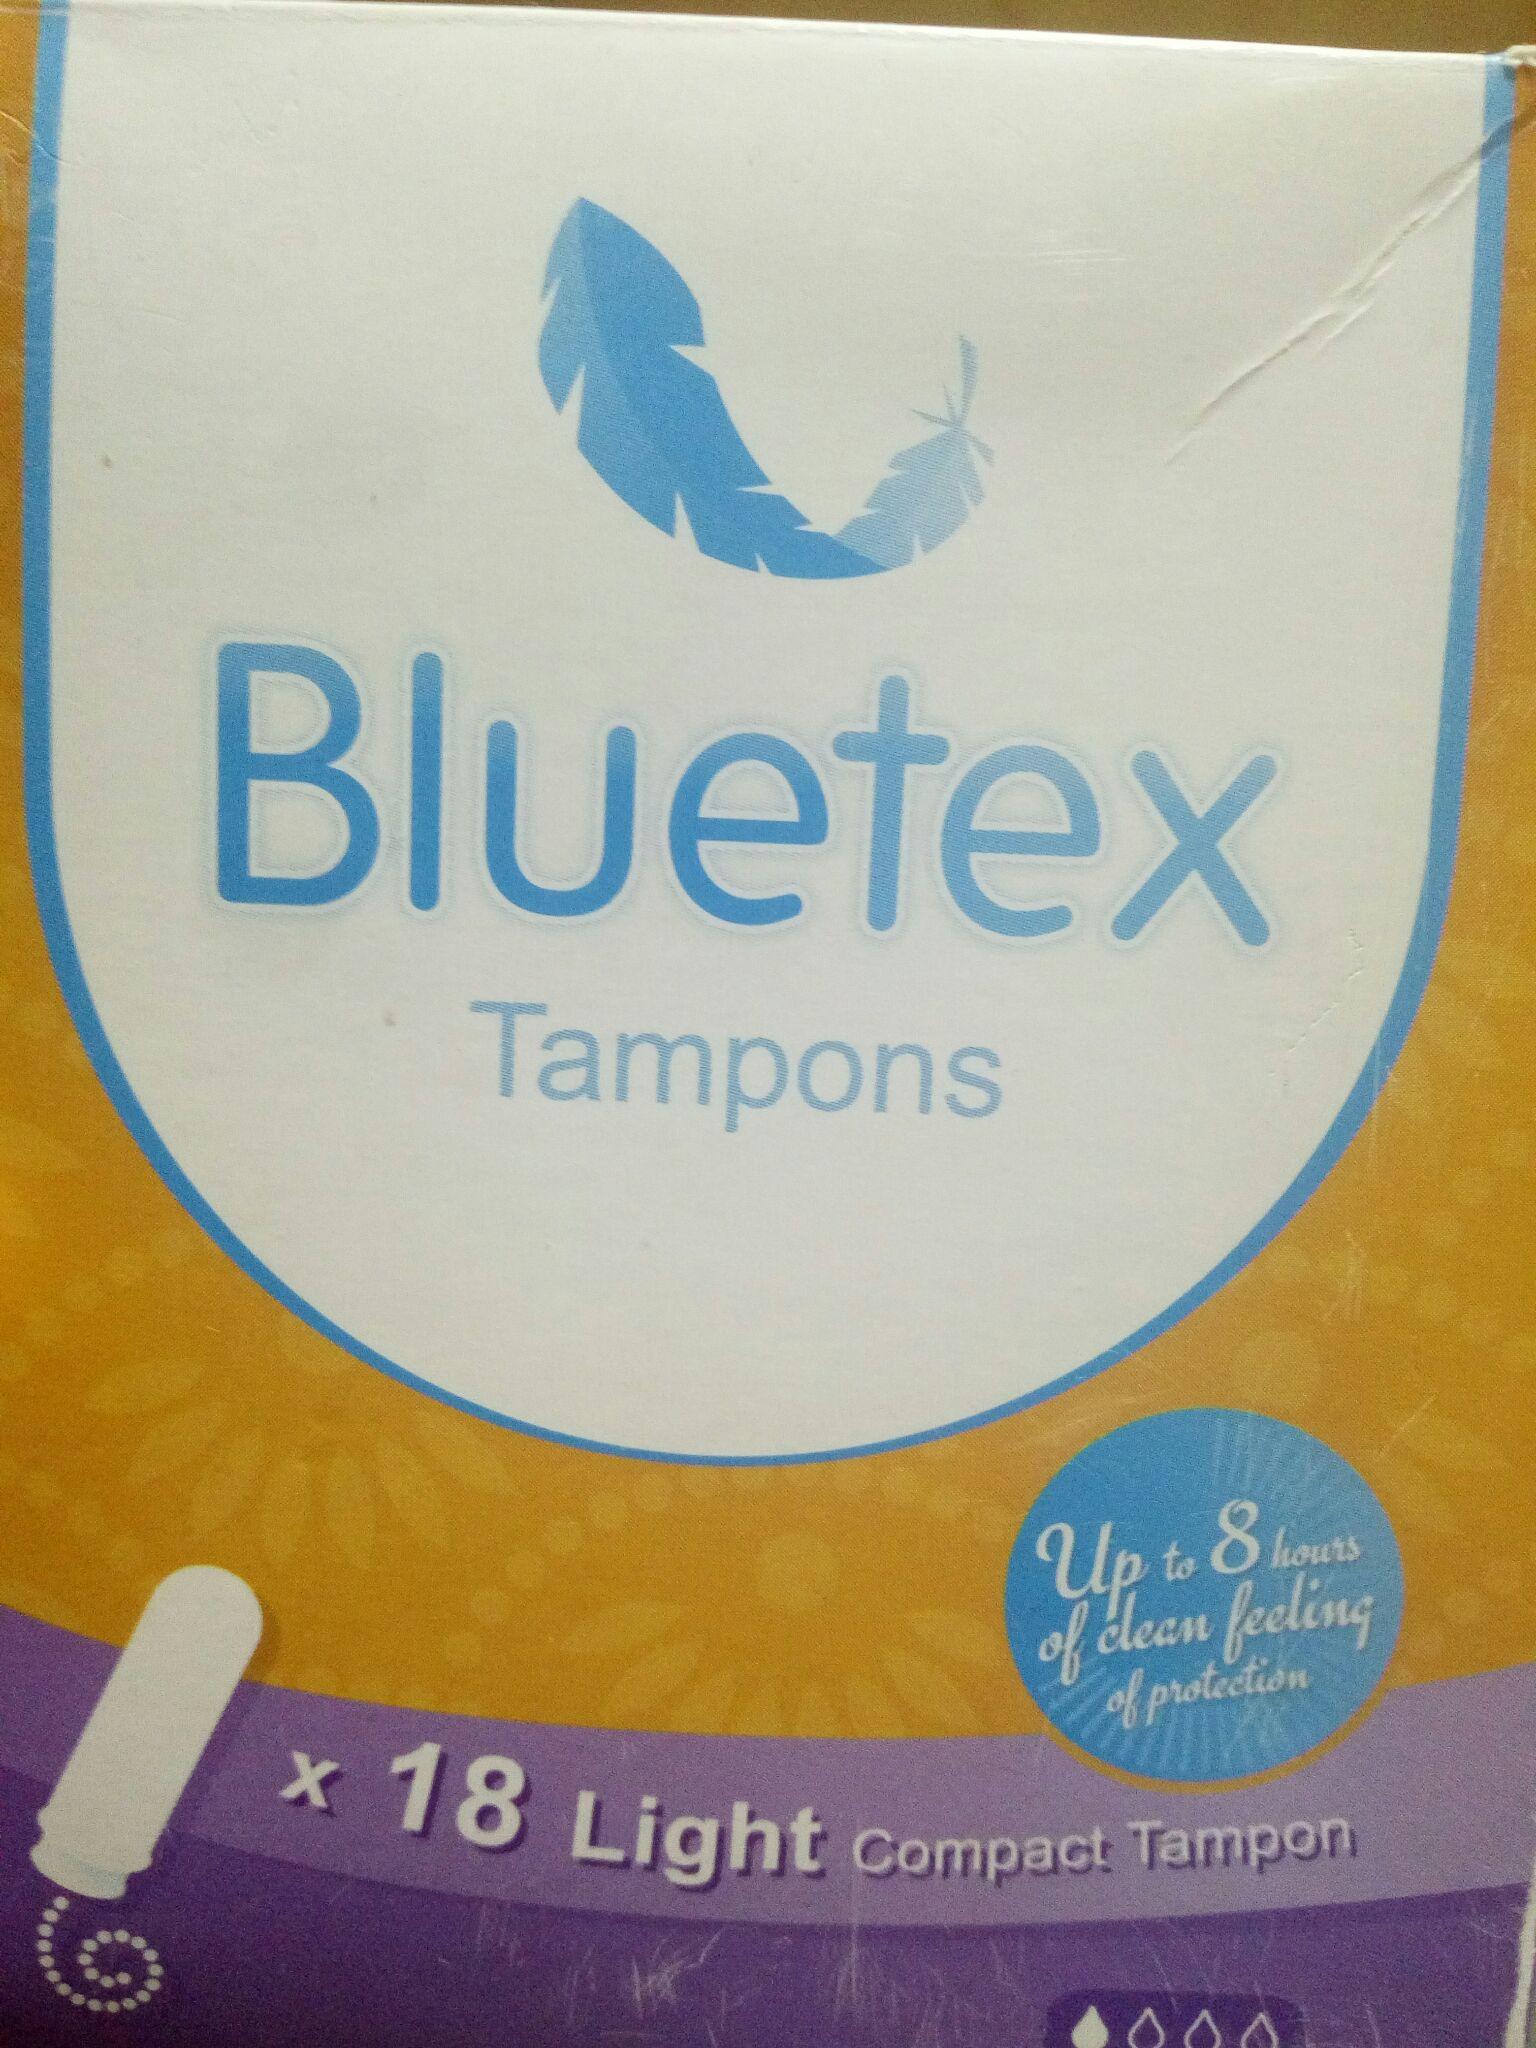 Bluetex
Tampons
Up to 8 hours
of clean feeling
of protection
x 18 Light Compact Tampon